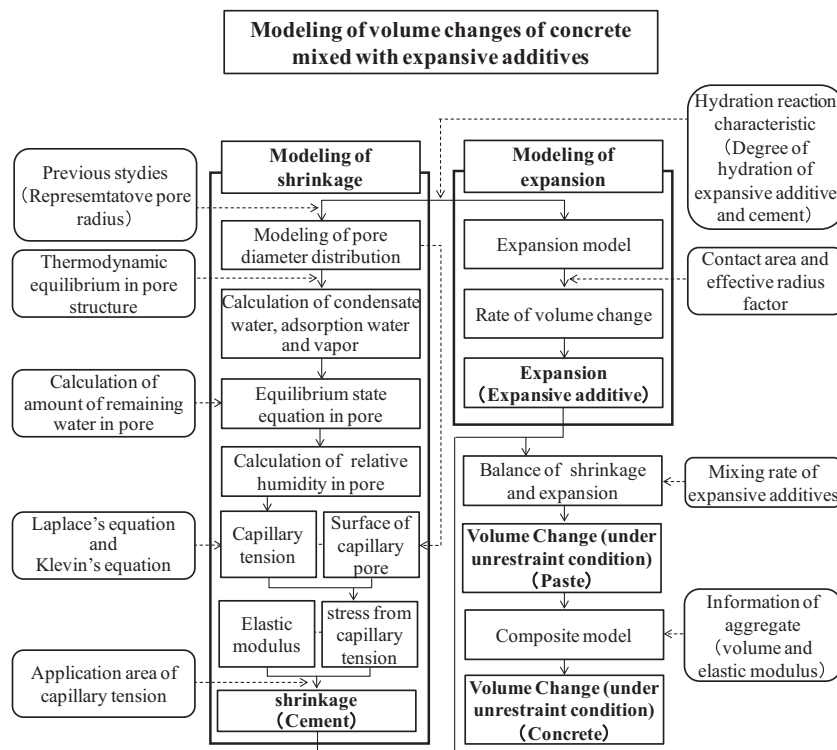 Modeling of volume changes of concrete
mixed with expansive additives
Previous stydies
(Represemtatove pore
radius)
Thermodynamic
equilibrium in pore
structure
Calculation of
amount of remaining
water in pore
Laplace's equation
and
Klevin's equation
Application area of
capillary tension
Modeling of
shrinkage
Modeling of pore
diameter distribution
Calculation of condensate
water, adsorption water
and vapor
Equilibrium state
equation in pore
Calculation of relative
humidity in pore
Capillary
tension
Surface of
capillary
pore
Elastic
modulus
stress from
capillary
tension
shrinkage
(Cement)
Modeling of
expansion
Expansion model
Rate of volume change
Expansion
(Expansive additive)
Balance of shrinkage
and expansion
Volume Change (under
unrestraint condition)
(Paste)
Composite model
Volume Change (under
unrestraint condition)
(Concrete)
Hydration reaction
characteristic
(Degree of
hydration of
expansive additive
and cement)
Contact area and
effective radius
factor
Mixing rate of
expansive additives
Information of
aggregate
(volume and
elastic modulus)